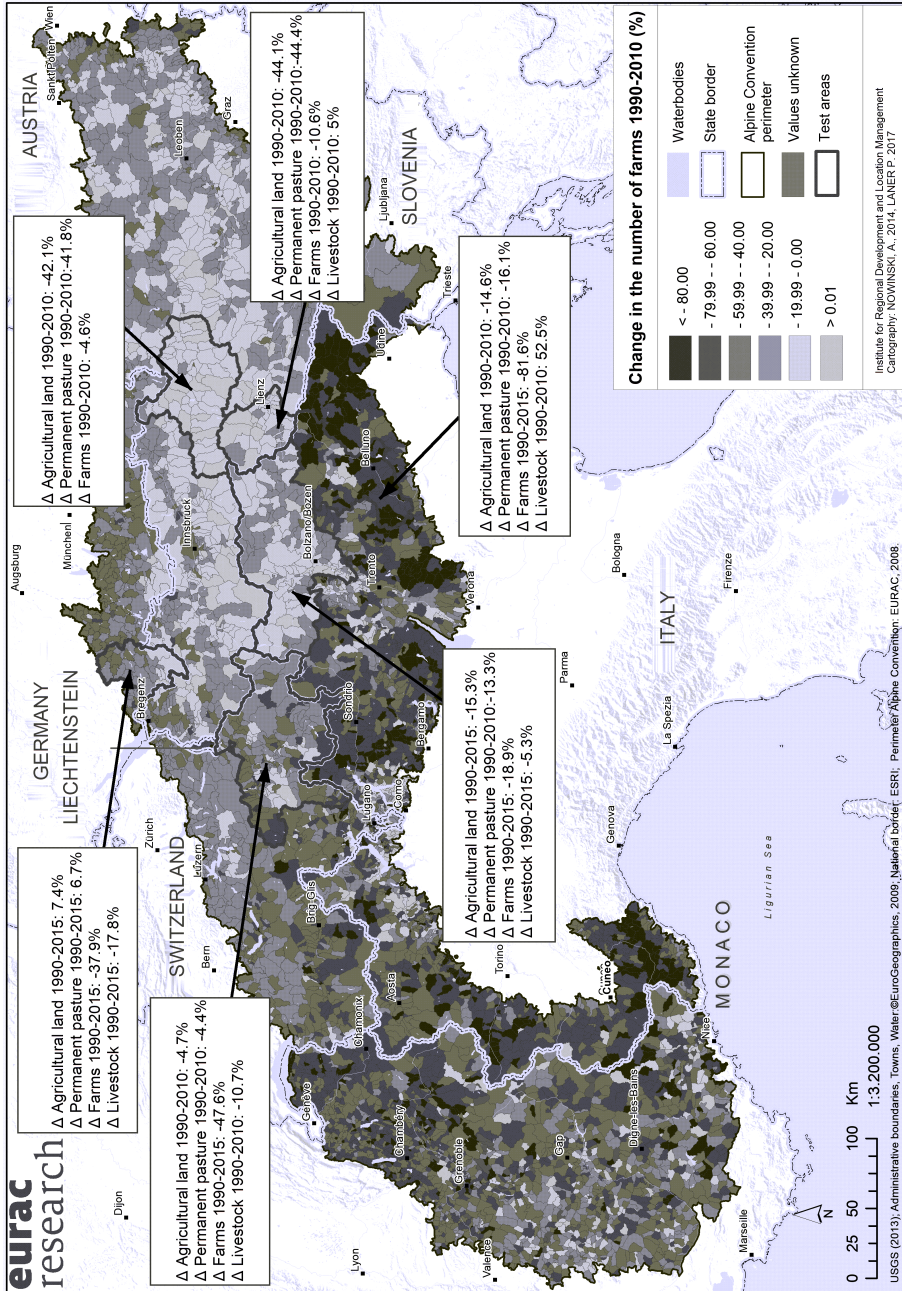 eurac
research
Δ Agricultural land 1990-2015: 7.4%
Δ Permanent pasture 1990-2015: 6.7%
Δ Farms 1990-2015: -37.9%
Δ Livestock 1990-2015: -17.8%
Δ Agricultural land 1990-2010: -42.1%
Δ Permanent pasture 1990-2010:-41.8%
Δ Farms 1990-2010: -4.6%
Δ Agricultural land 1990-2010: -44.1%
Δ Permanent pasture 1990-2010:-44.4%
Δ Farms 1990-2010: -10.6%
Δ Livestock 1990-2010: 5%
Δ Agricultural land 1990-2010: -4.7%
Δ Permanent pasture 1990-2010: -4.4%
Δ Farms 1990-2015: -47.6%
Δ Livestock 1990-2010: -10.7%
Δ Agricultural land 1990-2015: -15.3%
Δ Permanent pasture 1990-2010:-13.3%
Δ Farms 1990-2015: -18.9%
Δ Livestock 1990-2015: -5.3%
Δ Agricultural land 1990-2010: -14.6%
Δ Permanent pasture 1990-2010: -16.1%
Δ Farms 1990-2015: -81.6%
Δ Livestock 1990-2010: 52.5%
GERMANY
LIECHTENSTEIN
AUSTRIA
SWITZERLAND
SLOVENIA
ITALY
MONACO
Ligurian Sea
Dijon
Augsburg
München
Sankt Pölten
Wien
Zürich
Bregenz
Innsbruck
Leoben
Graz
Luzern
Bern
Lienz
Ljubljana
Lyon
Genève
Chamonix
Brig-Glis
Lugano
Como
Sondrio
Bergamo
Bolzano/Bozen
Trento
Belluno
Udine
Trieste
Verona
Chambéry
Aosta
Grenoble
Valence
Torino
Gap
Cuneo
Digne-les-Bains
Nice
Marseille
Genova
La Spezia
Parma
Bologna
Firenze
Change in the number of farms 1990-2010 (%)
< - 80.00
- 79.99 - - 60.00
- 59.99 - - 40.00
- 39.99 - - 20.00
- 19.99 - 0.00
> 0.01
Waterbodies
State border
Alpine Convention
perimeter
Values unknown
Test areas
Institute for Regional Development and Location Management
Cartography: NOWINSKI, A., 2014, LANER P. 2017
N
0 25 50 100 Km
1:3.200.000
USGS (2013); Administrative boundaries, Towns, Water ©EuroGeographics, 2009; National border: ESRI; Perimeter Alpine Convention: EURAC, 2008.